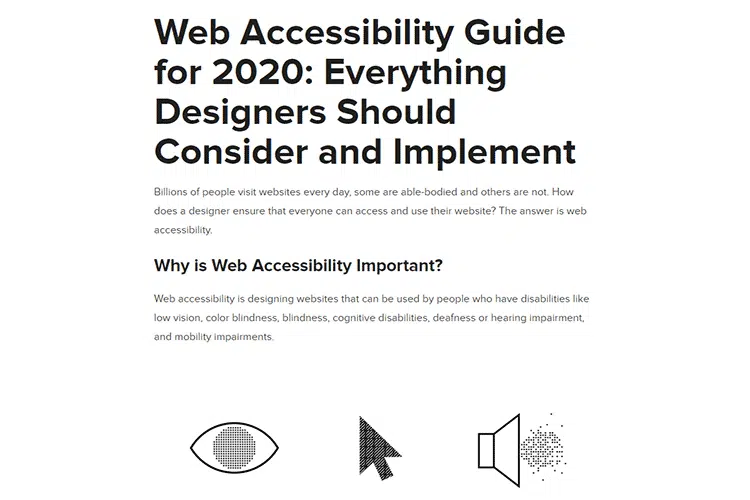 Web Accessibility Guide
for 2020: Everything
Designers Should
Consider and Implement
Billions of people visit websites every day, some are able-bodied and others are not. How
does a designer ensure that everyone can access and use their website? The answer is web
accessibility.
Why is Web Accessibility Important?
Web accessibility is designing websites that can be used by people who have disabilities like
low vision, color blindness, blindness, cognitive disabilities, deafness or hearing impairment,
and mobility impairments.